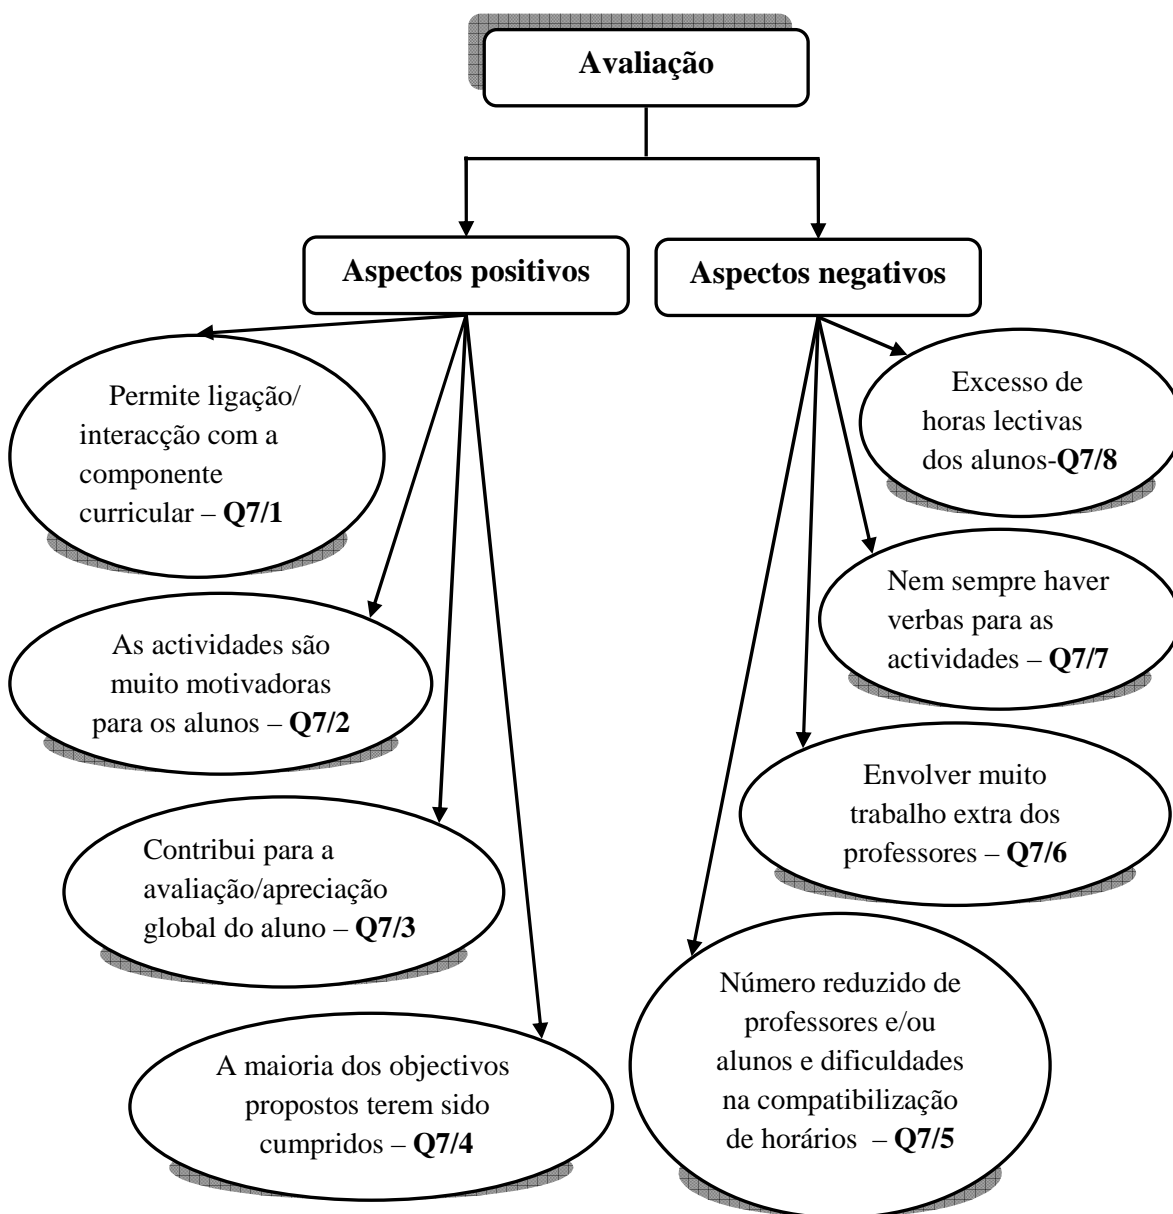 Avaliação
Aspectos positivos
Aspectos negativos
Permite ligação/
interacção com a
componente
curricular – Q7/1
As actividades são
muito motivadoras
para os alunos – Q7/2
Contribui para a
avaliação/apreciação
global do aluno – Q7/3
A maioria dos objectivos
propostos terem sido
cumpridos – Q7/4
Excesso de
horas lectivas
dos alunos-Q7/8
Nem sempre haver
verbas para as
actividades – Q7/7
Envolver muito
trabalho extra dos
professores – Q7/6
Número reduzido de
professores e/ou
alunos e dificuldades
na compatibilização
de horários – Q7/5